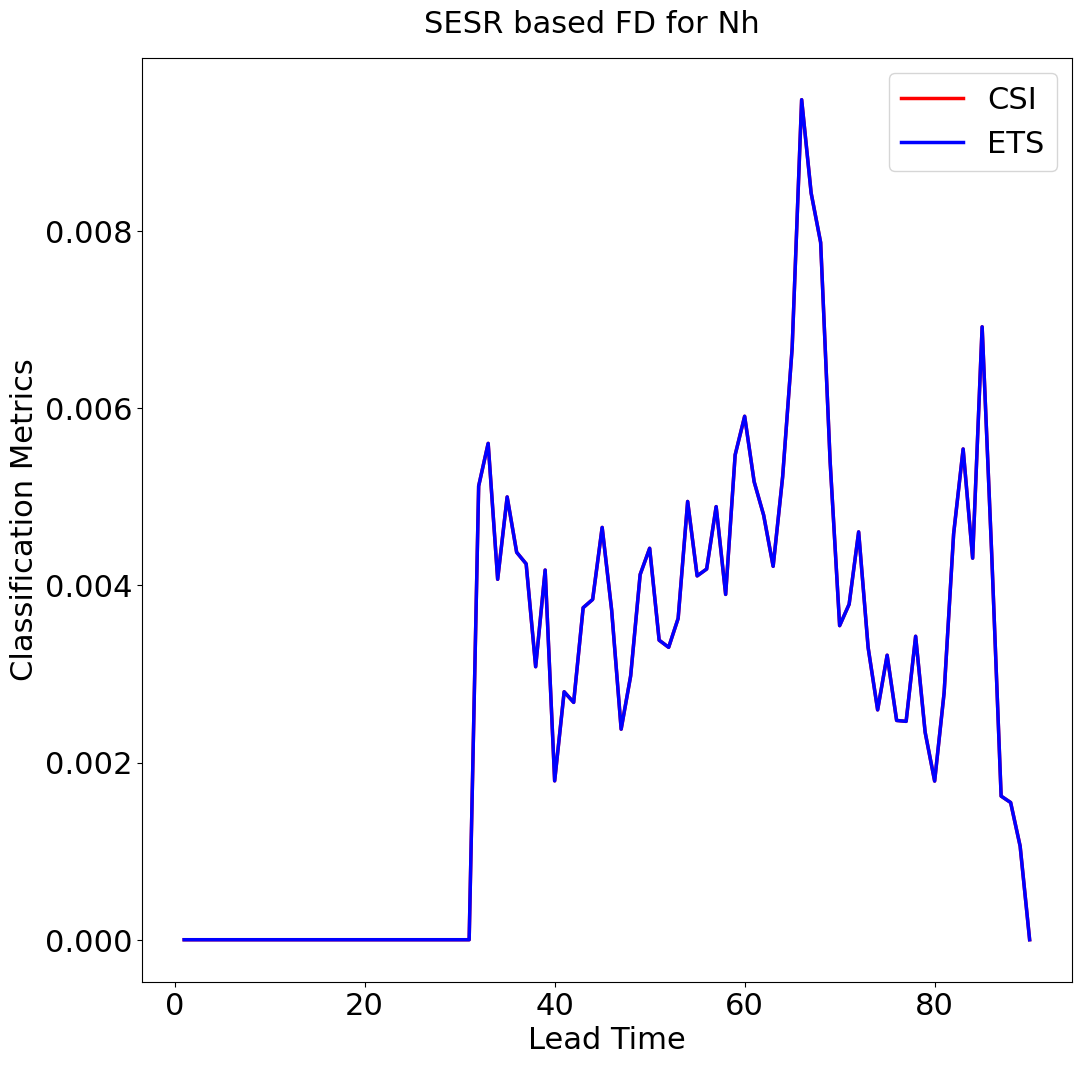 SESR based FD for Nh
CSI
ETS
Classification Metrics
0.008
0.006
0.004
0.002
0.000
0 20 40 60 80
Lead Time